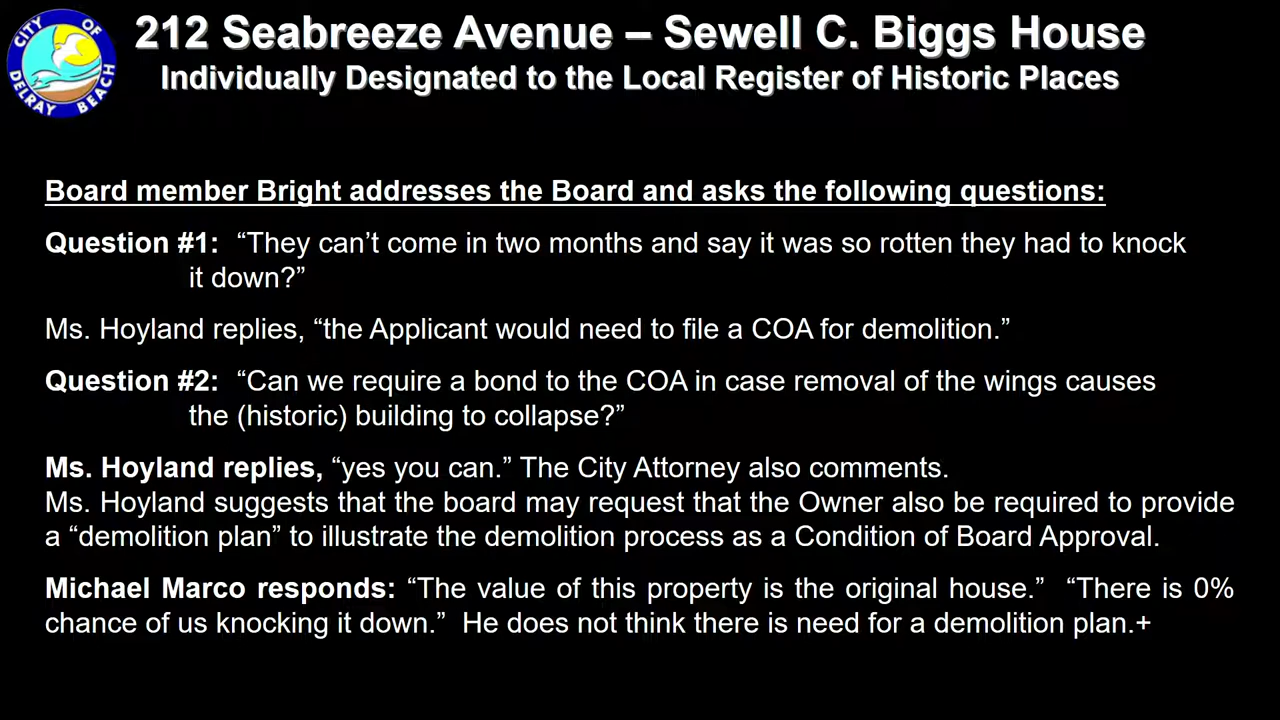 CITY OF
DELRAY BEACH
212 Seabreeze Avenue – Sewell C. Biggs House
Individually Designated to the Local Register of Historic Places
Board member Bright addresses the Board and asks the following questions:
Question #1: “They can’t come in two months and say it was so rotten they had to knock
it down?”
Ms. Hoyland replies, “the Applicant would need to file a COA for demolition.”
Question #2: “Can we require a bond to the COA in case removal of the wings causes
the (historic) building to collapse?”
Ms. Hoyland replies, “yes you can.” The City Attorney also comments.
Ms. Hoyland suggests that the board may request that the Owner also be required to provide
a “demolition plan” to illustrate the demolition process as a Condition of Board Approval.
Michael Marco responds: “The value of this property is the original house.” “There is 0%
chance of us knocking it down.” He does not think there is need for a demolition plan.+